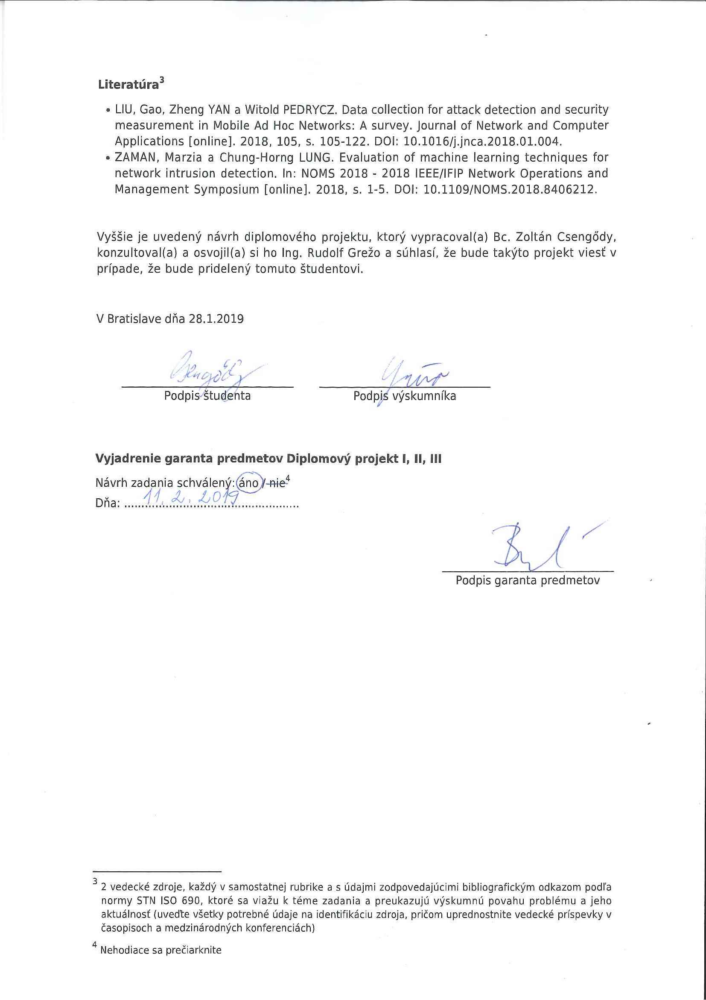 Literatúra³
• LIU, Gao, Zheng YAN a Witold PEDRYCZ. Data collection for attack detection and security
measurement in Mobile Ad Hoc Networks: A survey. Journal of Network and Computer
Applications [online]. 2018, 105, s. 105-122. DOI: 10.1016/j.jnca.2018.01.004.
• ZAMAN, Marzia a Chung-Horng LUNG. Evaluation of machine learning techniques for
network intrusion detection. In: NOMS 2018 - 2018 IEEE/IFIP Network Operations and
Management Symposium [online]. 2018, s. 1-5. DOI: 10.1109/NOMS.2018.8406212.
Vyššie je uvedený návrh diplomového projektu, ktorý vypracoval(a) Bc. Zoltán Csengődy,
konzultoval(a) a osvojil(a) si ho Ing. Rudolf Grežo a súhlasí, že bude takýto projekt viesť v
prípade, že bude pridelený tomuto študentovi.
V Bratislave dňa 28.1.2019
Csengődy
Podpis študenta Podpis výskumníka
Vyjadrenie garanta predmetov Diplomový projekt I, II, III
Návrh zadania schválený: áno / nie⁴
Dňa: 11. 2. 2019
Podpis garanta predmetov
³ 2 vedecké zdroje, každý v samostatnej rubrike a s údajmi zodpovedajúcimi bibliografickým odkazom podľa
normy STN ISO 690, ktoré sa viažu k téme zadania a preukazujú výskumnú povahu problému a jeho
aktuálnosť (uveďte všetky potrebné údaje na identifikáciu zdroja, pričom uprednostnite vedecké príspevky v
časopisoch a medzinárodných konferenciách)
⁴ Nehodiace sa prečiarknite